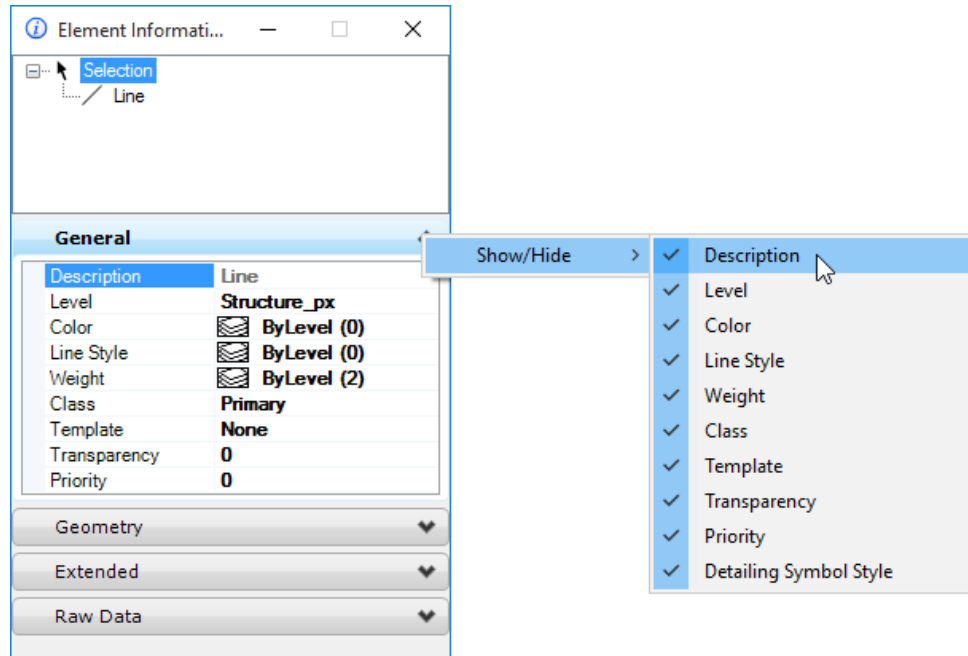 Element Informati...
Selection
Line
General
Description Line
Level Structure_px
Color ByLevel (0)
Line Style ByLevel (0)
Weight ByLevel (2)
Class Primary
Template None
Transparency 0
Priority 0
Geometry
Extended
Raw Data
Show/Hide
Description
Level
Color
Line Style
Weight
Class
Template
Transparency
Priority
Detailing Symbol Style